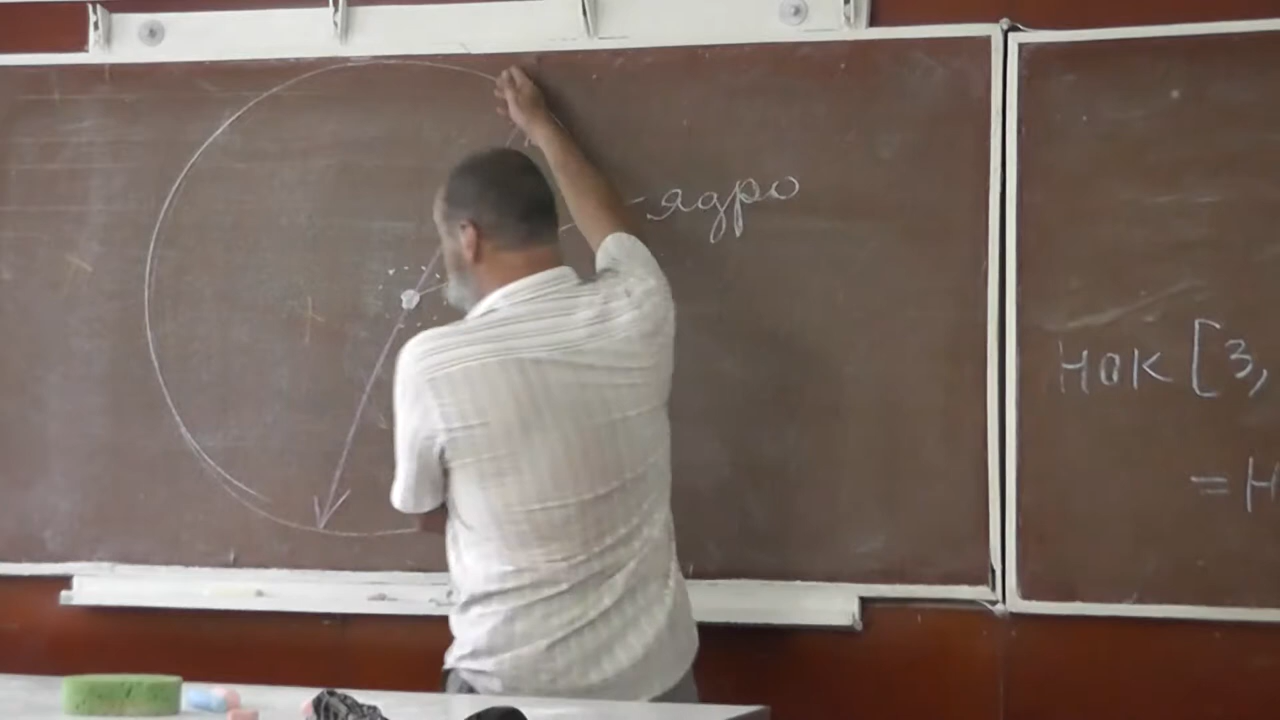 -ядро
НОК [3,
= Н